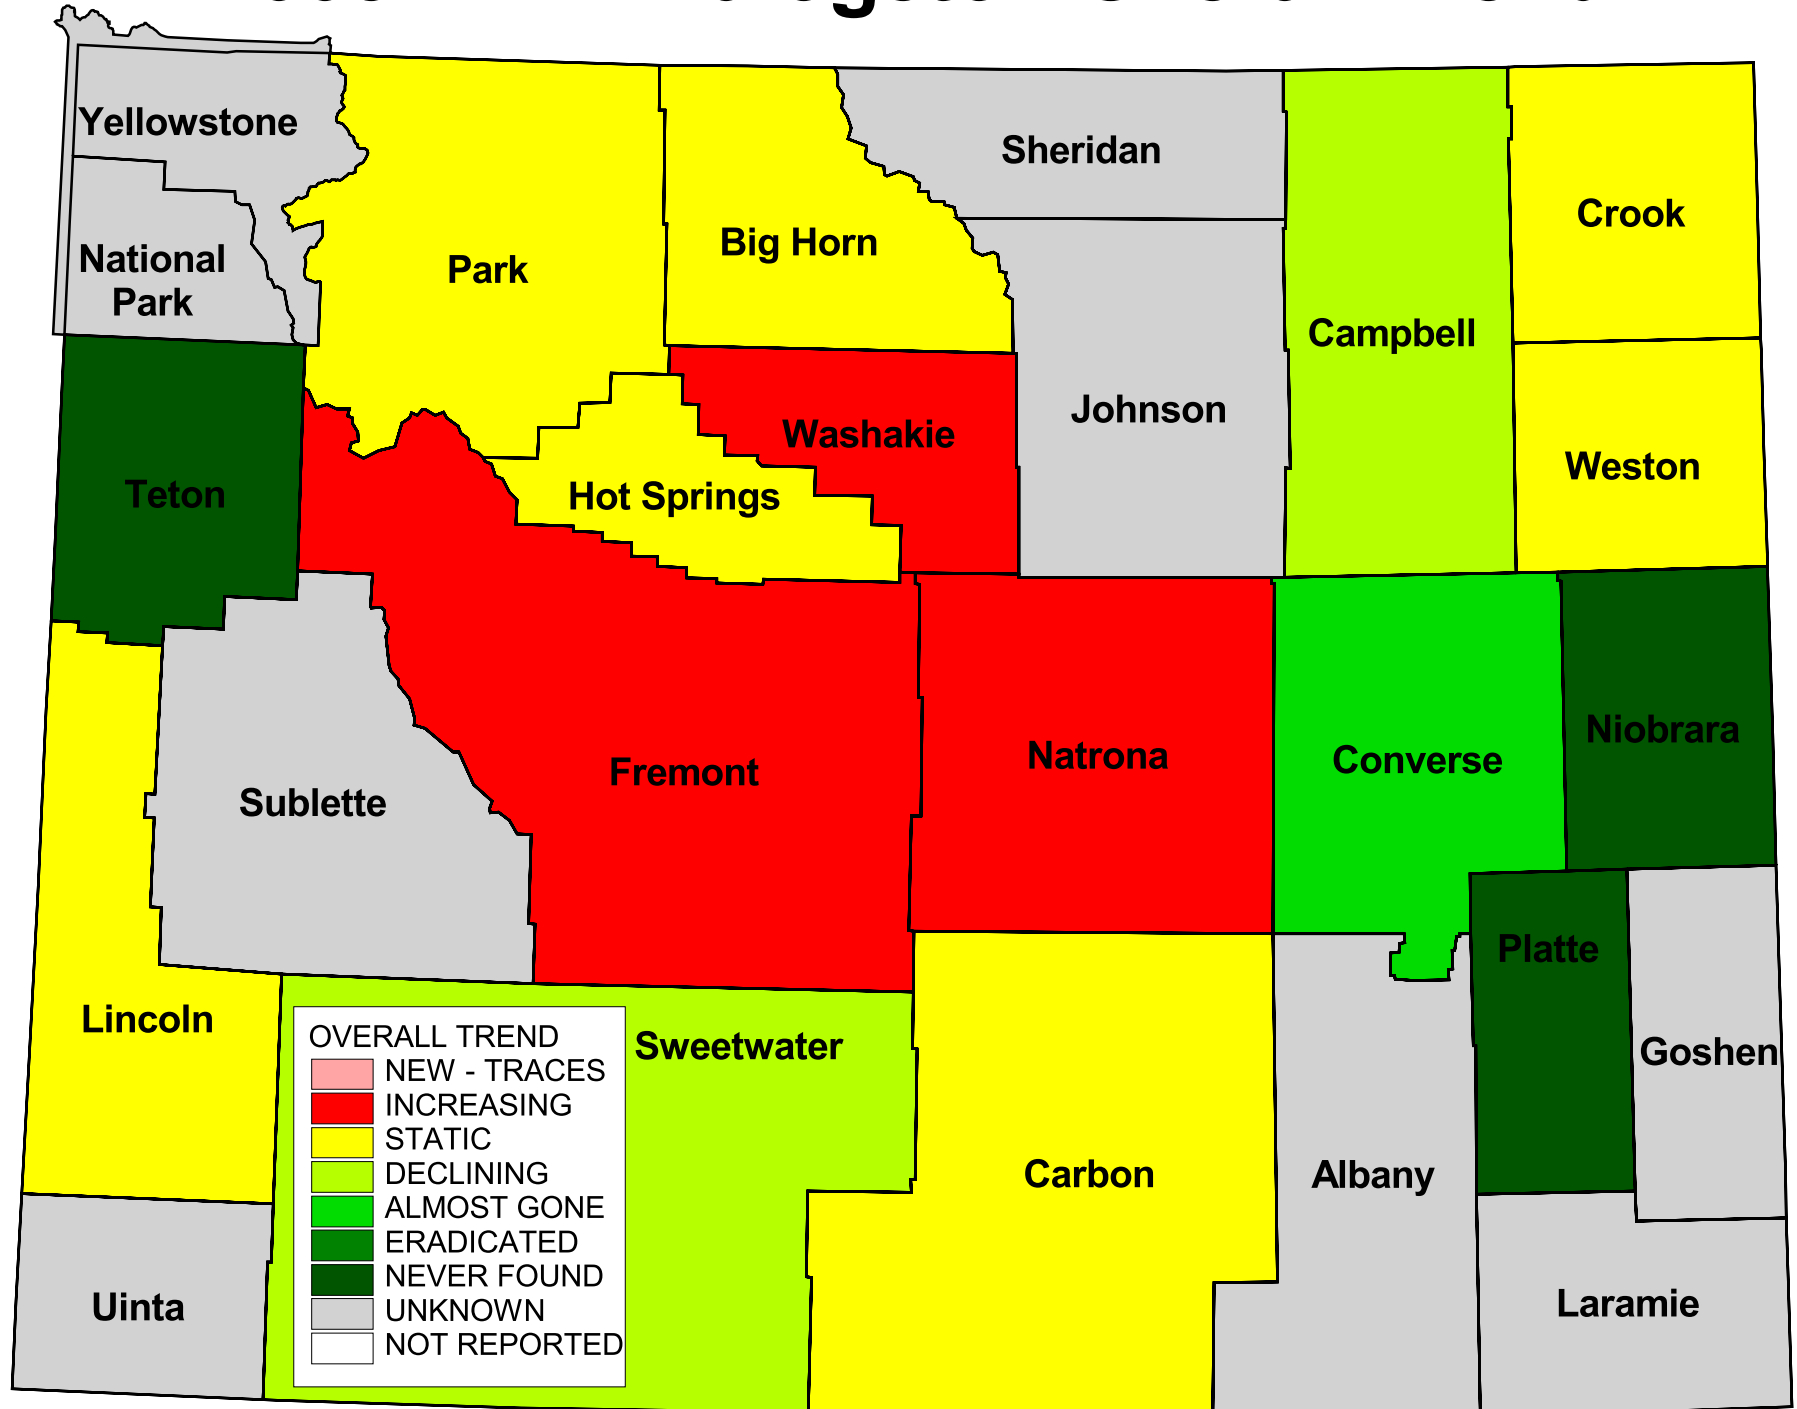 Yellowstone
National
Park
Park
Big Horn
Sheridan
Campbell
Crook
Johnson
Weston
Washakie
Hot Springs
Teton
Sublette
Fremont
Natrona
Converse
Niobrara
Platte
Goshen
Lincoln
Sweetwater
Carbon
Albany
Laramie
Uinta
OVERALL TREND
NEW - TRACES
INCREASING
STATIC
DECLINING
ALMOST GONE
ERADICATED
NEVER FOUND
UNKNOWN
NOT REPORTED